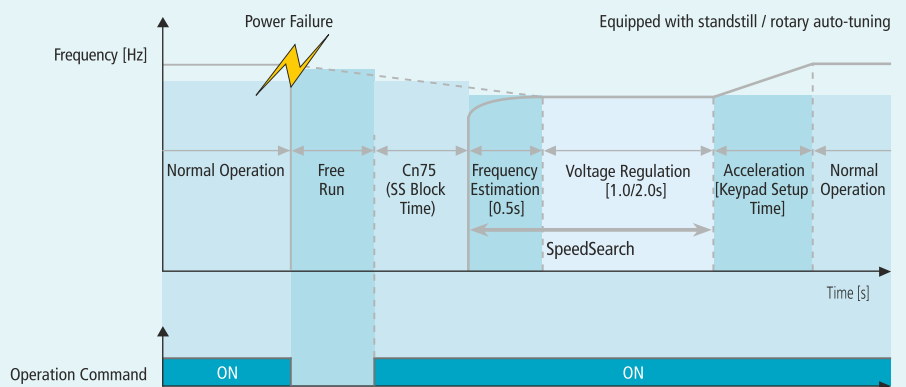 Power Failure
Equipped with standstill / rotary auto-tuning
Frequency [Hz]
Normal Operation
Free
Run
Cn75
(SS Block
Time)
Frequency
Estimation
[0.5s]
Voltage Regulation
[1.0/2.0s]
Acceleration
[Keypad Setup
Time]
Normal
Operation
SpeedSearch
Time [s]
Operation Command
ON
ON